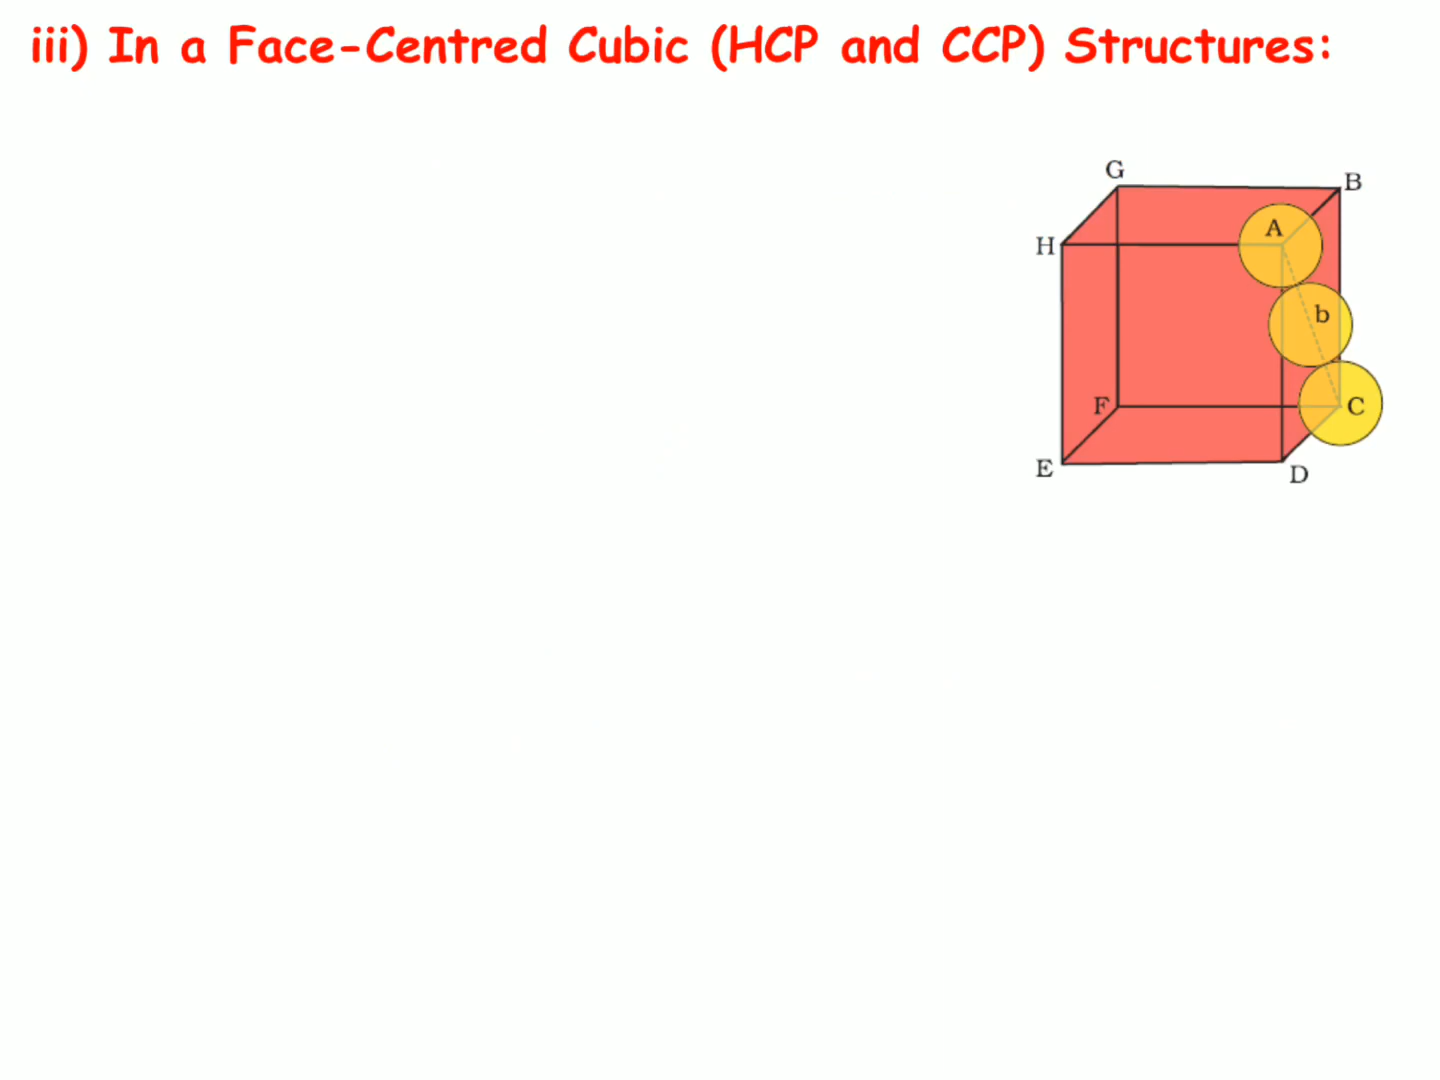 iii) In a Face-Centred Cubic (HCP and CCP) Structures:
G
B
A
H
b
F
C
E
D